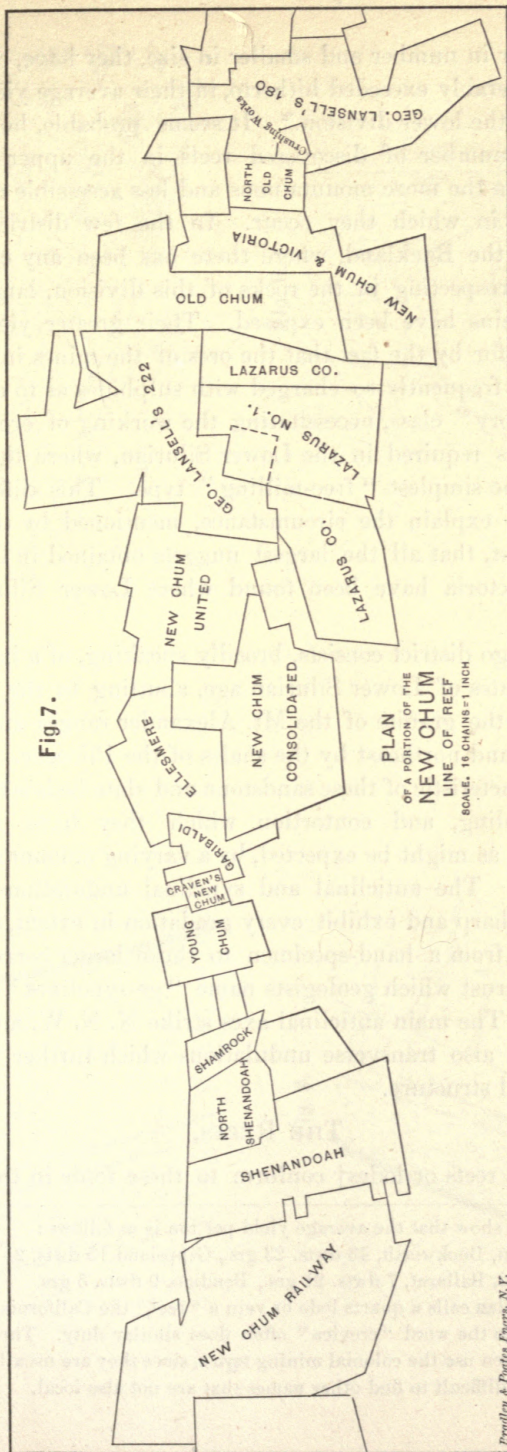 Fig. 7.
NEW CHUM RAILWAY
SHENANDOAH
NORTH
SHENANDOAH
SHAMROCK
YOUNG
CHUM
CRAVEN'S
NEW
CHUM
GARIBALDI
ELLESMERE
NEW CHUM
UNITED
NEW CHUM
CONSOLIDATED
GEO. LANSELL'S 222
LAZARUS CO.
LAZARUS NO. 1
LAZARUS CO.
OLD CHUM
NEW CHUM & VICTORIA
NORTH
OLD
CHUM
Crushing Works
GEO. LANSELL'S
180
PLAN
OF A PORTION OF THE
NEW CHUM
LINE OF REEF
SCALE, 16 CHAINS = 1 INCH
Bradley & Poates, Engr's, N.Y.